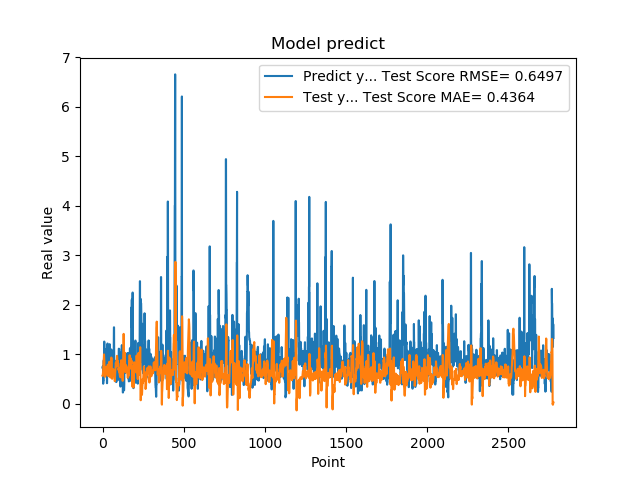 Model predict
Predict y... Test Score RMSE= 0.6497
Test y... Test Score MAE= 0.4364
7
6
5
4
3
2
1
0
Real value
0 500 1000 1500 2000 2500
Point